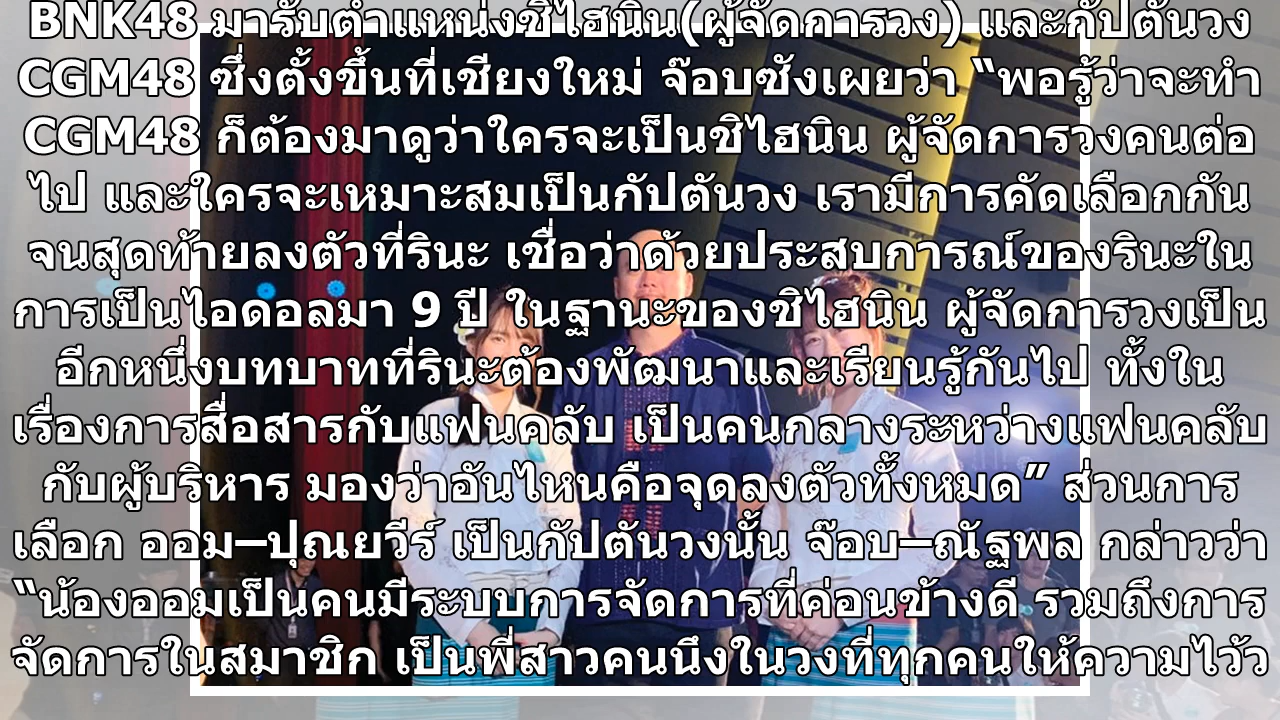 BNK48 มารับตำแหน่งชิไฮนิน(ผู้จัดการวง) และกัปตันวง
CGM48 ซึ่งตั้งขึ้นที่เชียงใหม่ จ๊อบซังเผยว่า “พอรู้ว่าจะทำ
CGM48 ก็ต้องมาดูว่าใครจะเป็นชิไฮนิน ผู้จัดการวงคนต่อ
ไป และใครจะเหมาะสมเป็นกัปตันวง เรามีการคัดเลือกกัน
จนสุดท้ายลงตัวที่รินะ เชื่อว่าด้วยประสบการณ์ของรินะใน
การเป็นไอดอลมา 9 ปี ในฐานะของชิไฮนิน ผู้จัดการวงเป็น
อีกหนึ่งบทบาทที่รินะต้องพัฒนาและเรียนรู้กันไป ทั้งใน
เรื่องการสื่อสารกับแฟนคลับ เป็นคนกลางระหว่างแฟนคลับ
กับผู้บริหาร มองว่าอันไหนคือจุดลงตัวทั้งหมด” ส่วนการ
เลือก ออม–ปุณยวีร์ เป็นกัปตันวงนั้น จ๊อบ–ณัฐพล กล่าวว่า
“น้องออมเป็นคนมีระบบการจัดการที่ค่อนข้างดี รวมถึงการ
จัดการในสมาชิก เป็นพี่สาวคนนึงในวงที่ทุกคนให้ความไว้ว